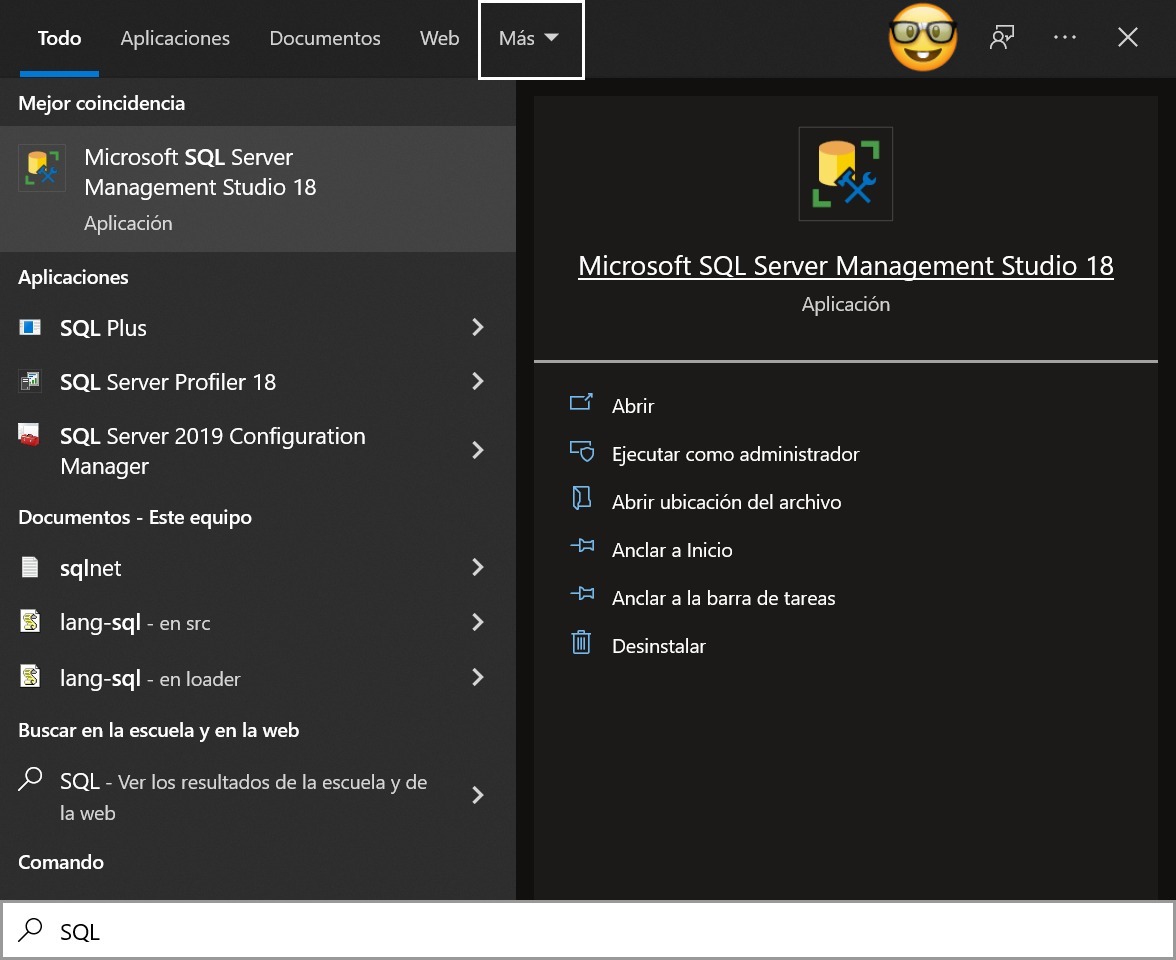 Todo Aplicaciones Documentos Web Más
Mejor coincidencia
Microsoft SQL Server
Management Studio 18
Aplicación
Aplicaciones
SQL Plus
SQL Server Profiler 18
SQL Server 2019 Configuration
Manager
Documentos - Este equipo
sqlnet
lang-sql - en src
lang-sql - en loader
Buscar en la escuela y en la web
SQL - Ver los resultados de la escuela y de
la web
Comando
Microsoft SQL Server Management Studio 18
Aplicación
Abrir
Ejecutar como administrador
Abrir ubicación del archivo
Anclar a Inicio
Anclar a la barra de tareas
Desinstalar
SQL